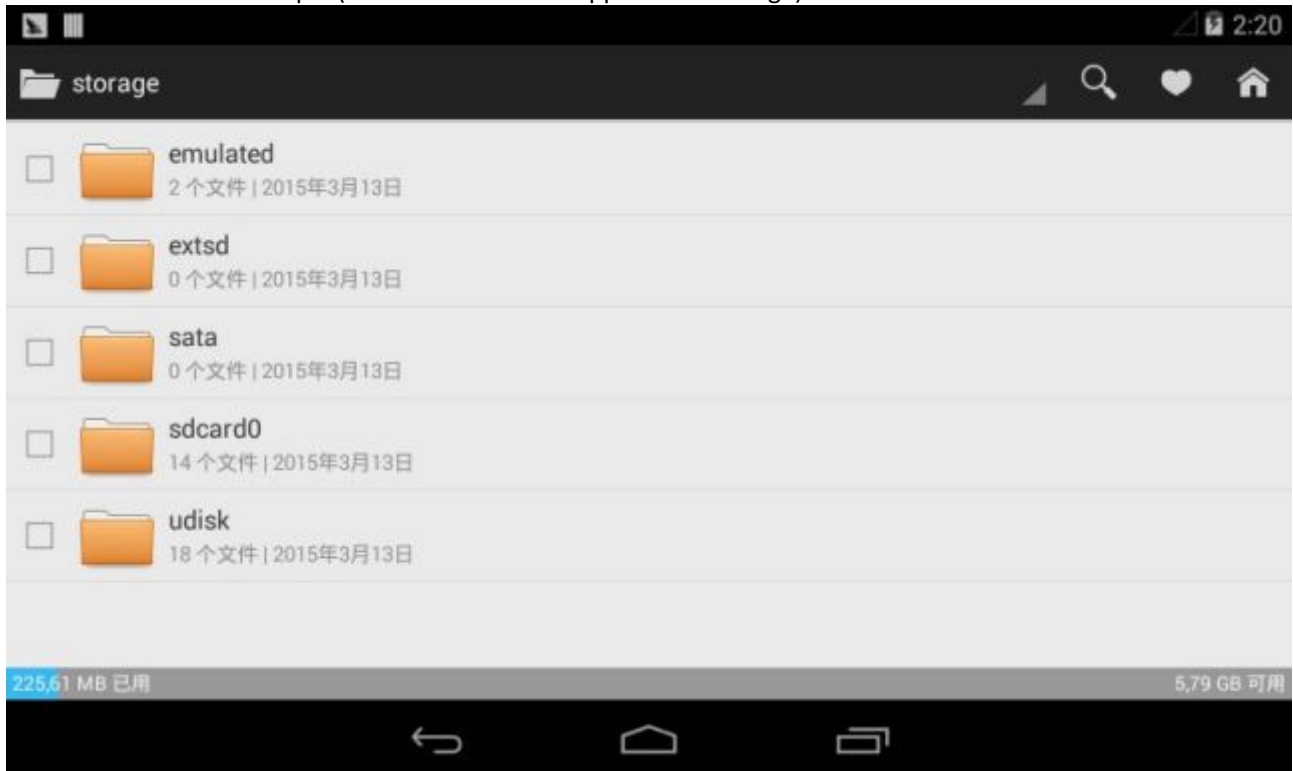 2:20
storage
emulated
2 个文件 | 2015年3月13日
extsd
0 个文件 | 2015年3月13日
sata
0 个文件 | 2015年3月13日
sdcard0
14 个文件 | 2015年3月13日
udisk
18 个文件 | 2015年3月13日
225,61 MB 已用 5,79 GB 可用